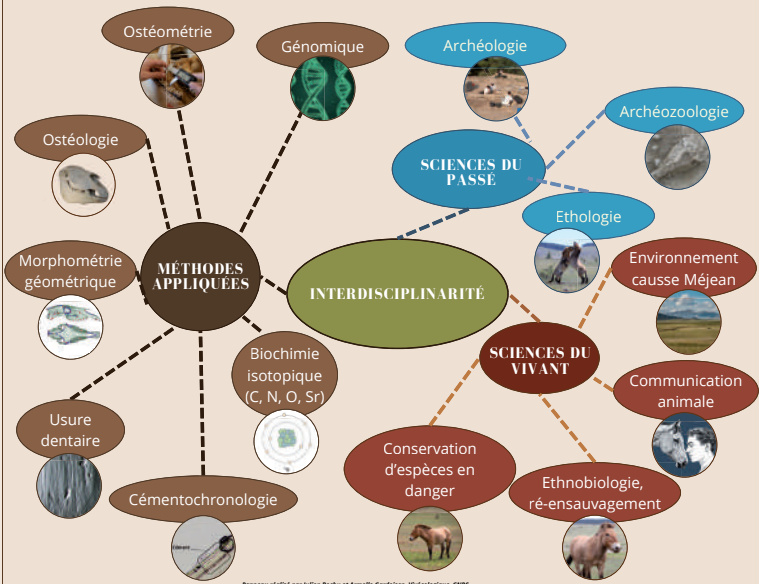 Ostéométrie
Génomique
Archéologie
Archéozoologie
Ostéologie
SCIENCES DU
PASSÉ
Ethologie
Morphométrie
géométrique
MÉTHODES
APPLIQUÉES
INTERDISCIPLINARITÉ
Environnement
causse Méjean
SCIENCES DU
VIVANT
Biochimie
isotopique
(C, N, O, Sr)
Communication
animale
Usure
dentaire
Conservation
d'espèces en
danger
Ethnobiologie,
ré-ensauvagement
Cémentochronologie